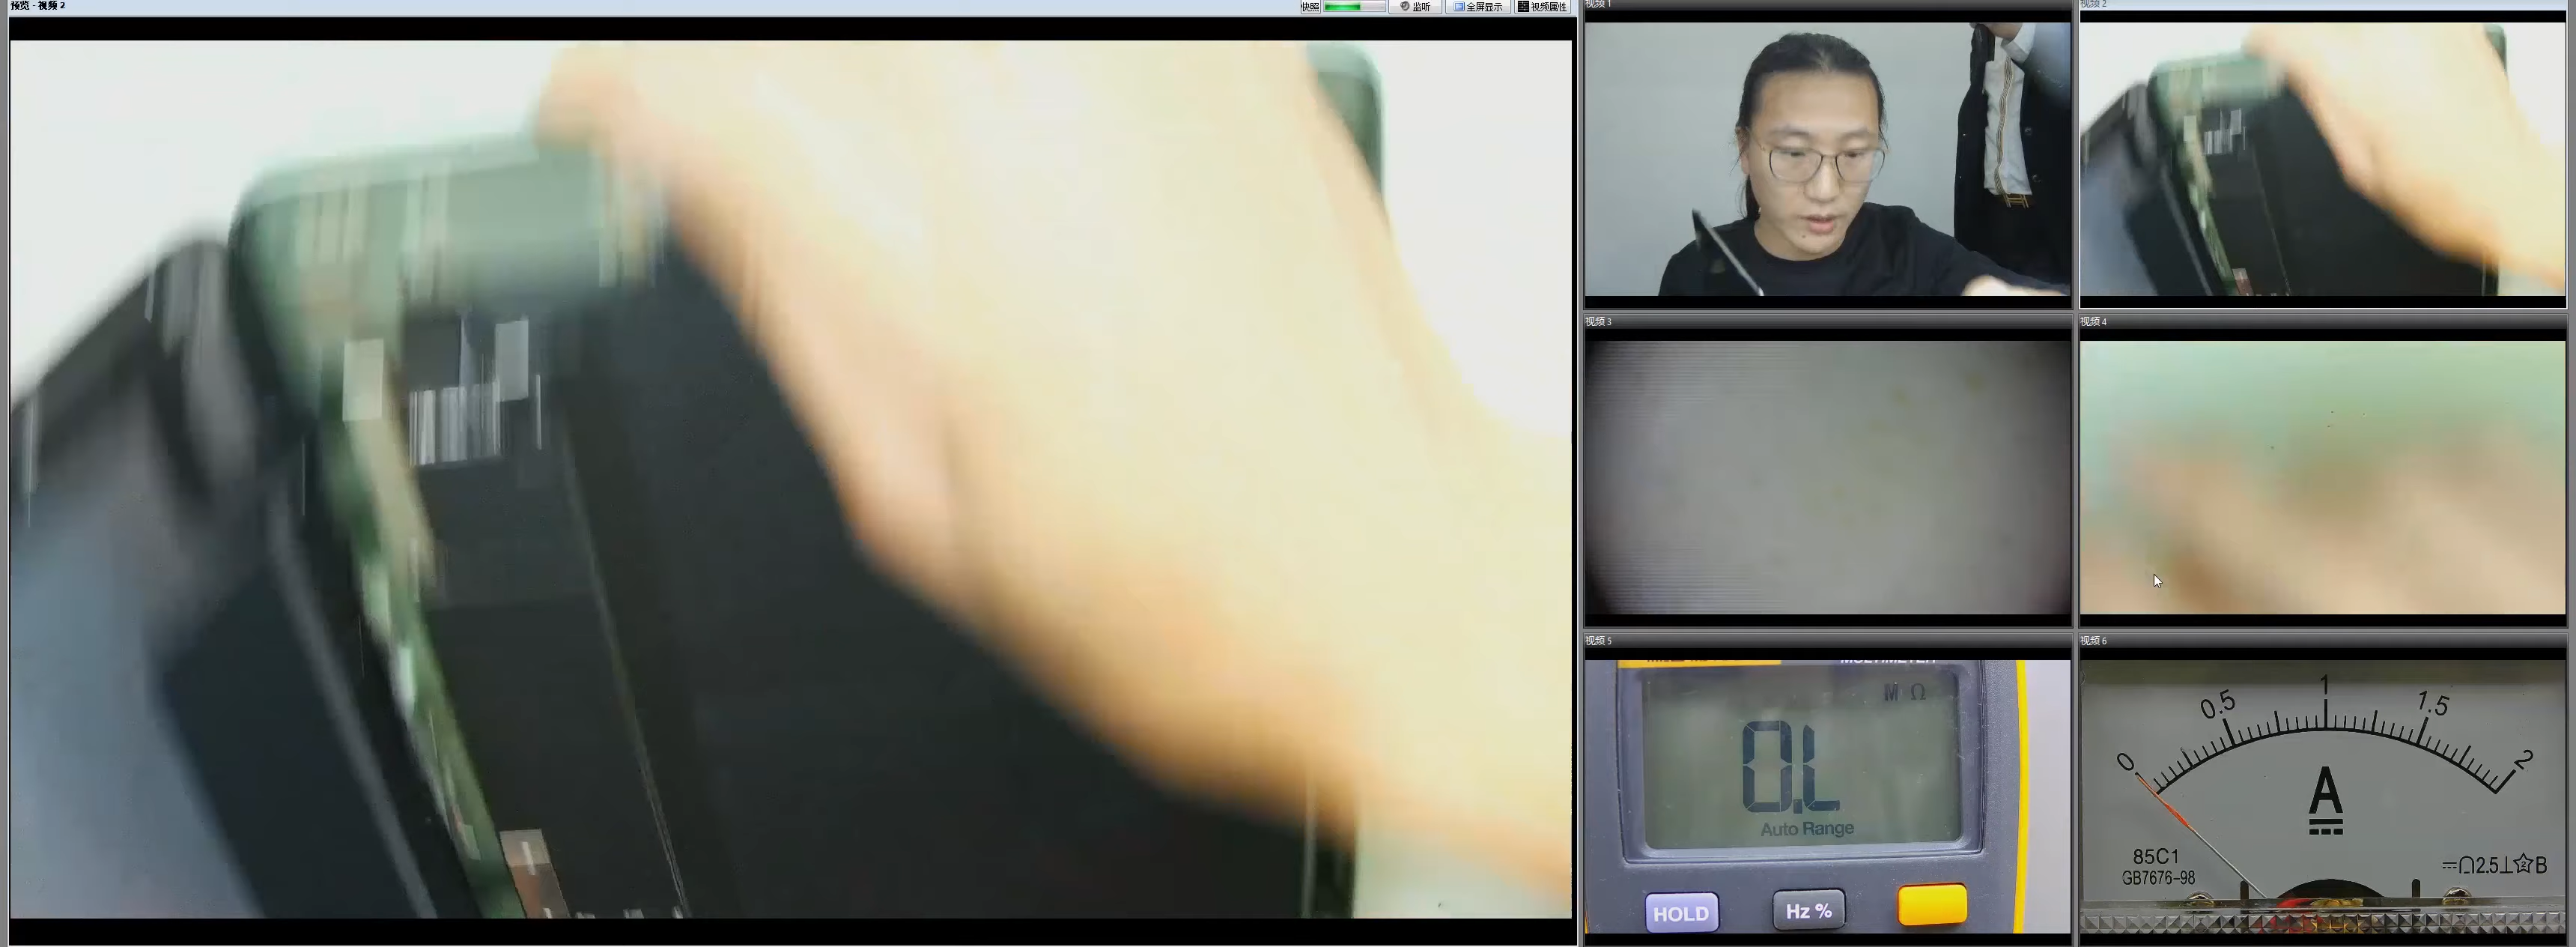 预览 - 视频 2
快照
监听
全屏显示
视频属性
视频 1
视频 2
视频 3
视频 4
视频 5
MΩ
0.L
Auto Range
HOLD
Hz %
视频 6
0
0.5
1
1.5
2
A
85C1
GB7676-98
2.5
B